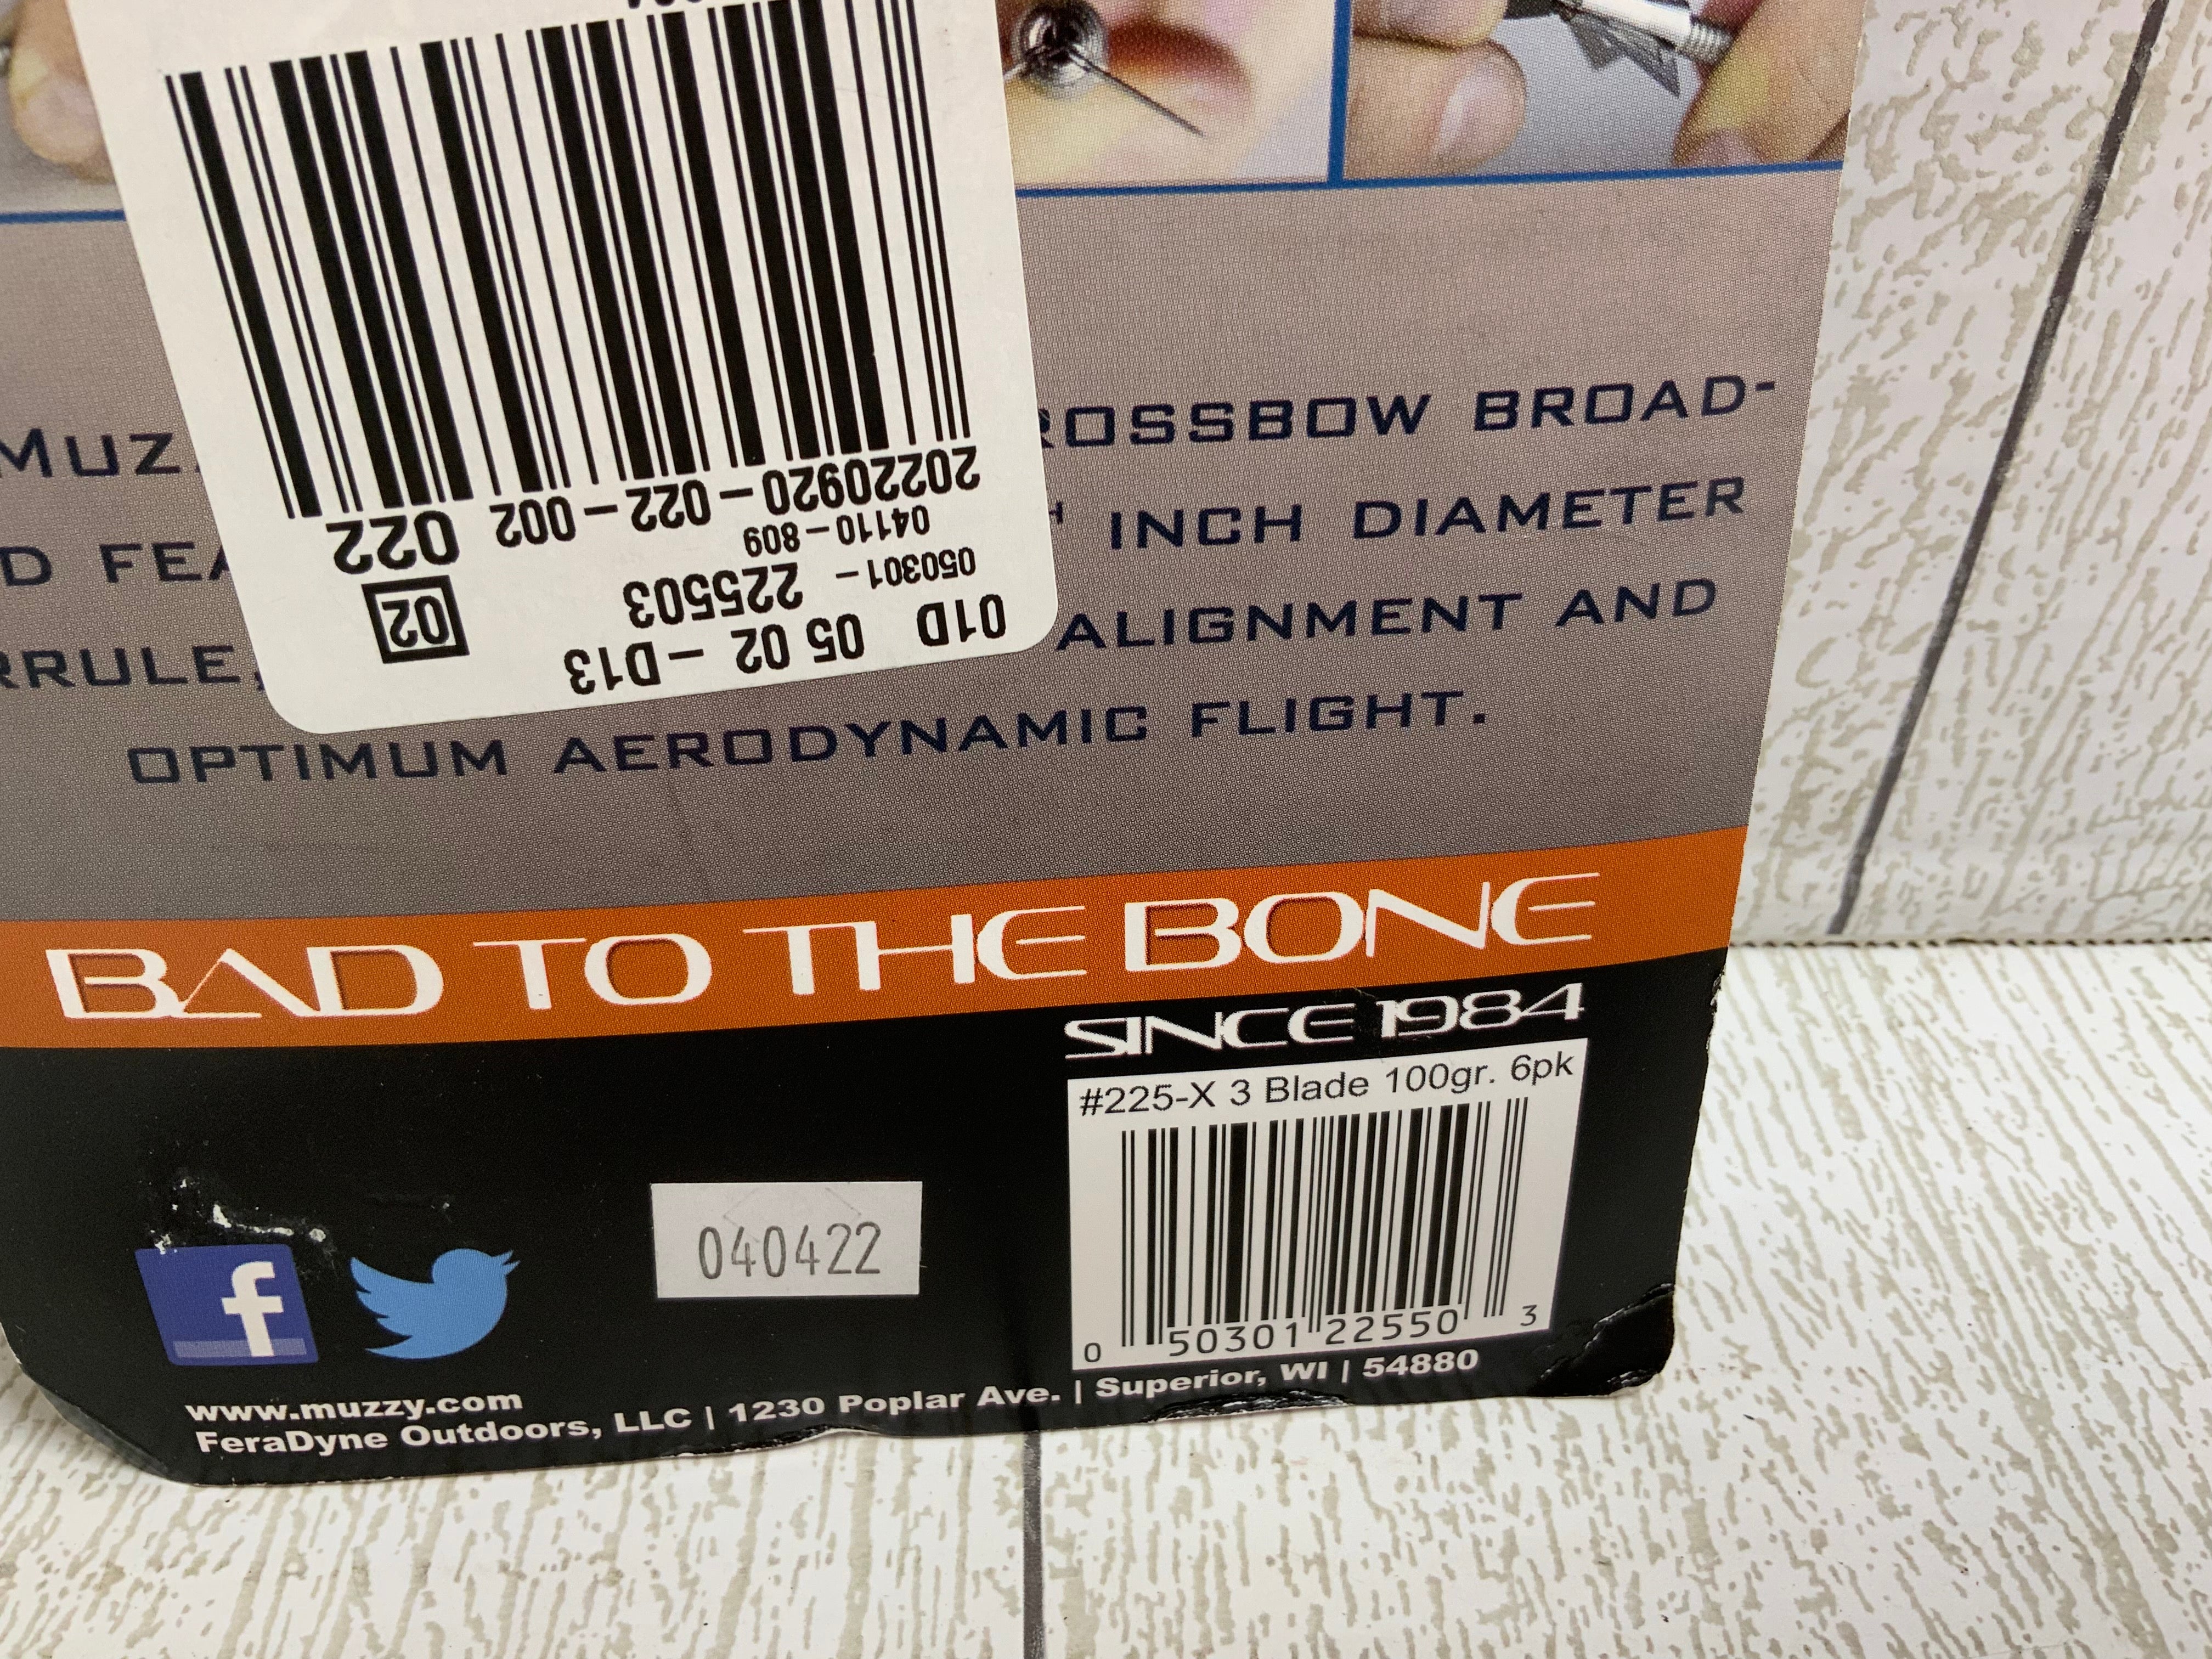 01D 05 02 -D13
050301- 225503
04110-809
02
20220920-022-002 022
MUZ
ROSSBOW BROAD-
D FEA
INCH DIAMETER
RRULE,
ALIGNMENT AND
OPTIMUM AERODYNAMIC FLIGHT.
BAD TO THE BONE
SINCE 1984
#225-X 3 Blade 100gr. 6pk
040422
0 50301 22550 3
www.muzzy.com
FeraDyne Outdoors, LLC | 1230 Poplar Ave. | Superior, WI | 54880